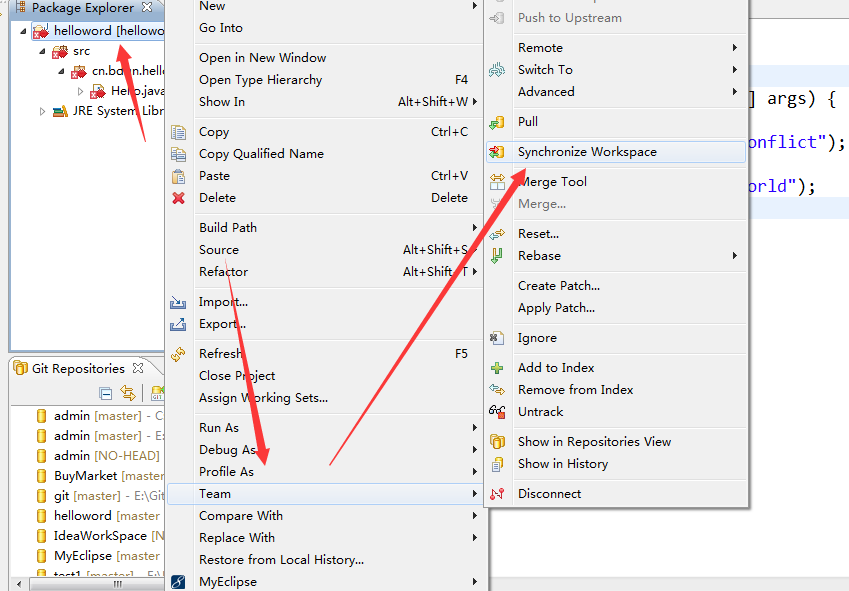 Package Explorer
helloword [hellowo
src
Hello.java
JRE System Libr
Git Repositories
admin [master] - C
admin [master] - E:
admin [NO-HEAD]
BuyMarket [master
git [master] - E:\Git
helloword [master
IdeaWorkSpace [N
MyEclipse [master
New
Go Into
Open in New Window
Open Type Hierarchy F4
Show In Alt+Shift+W
Copy Ctrl+C
Copy Qualified Name
Paste Ctrl+V
Delete Delete
Build Path
Source Alt+Shift+S
Refactor Alt+Shift+T
Import...
Export...
Refresh F5
Close Project
Assign Working Sets...
Run As
Debug As
Profile As
Team
Compare With
Replace With
Restore from Local History...
MyEclipse
Push to Upstream
Remote
Switch To
Advanced
Pull
Synchronize Workspace
Merge Tool
Merge...
Reset...
Rebase
Create Patch...
Apply Patch...
Ignore
Add to Index
Remove from Index
Untrack
Show in Repositories View
Show in History
Disconnect
] args) {
onflict");
orld");